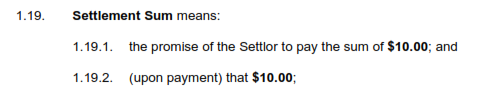 1.19. Settlement Sum means:
1.19.1. the promise of the Settlor to pay the sum of $10.00; and
1.19.2. (upon payment) that $10.00;